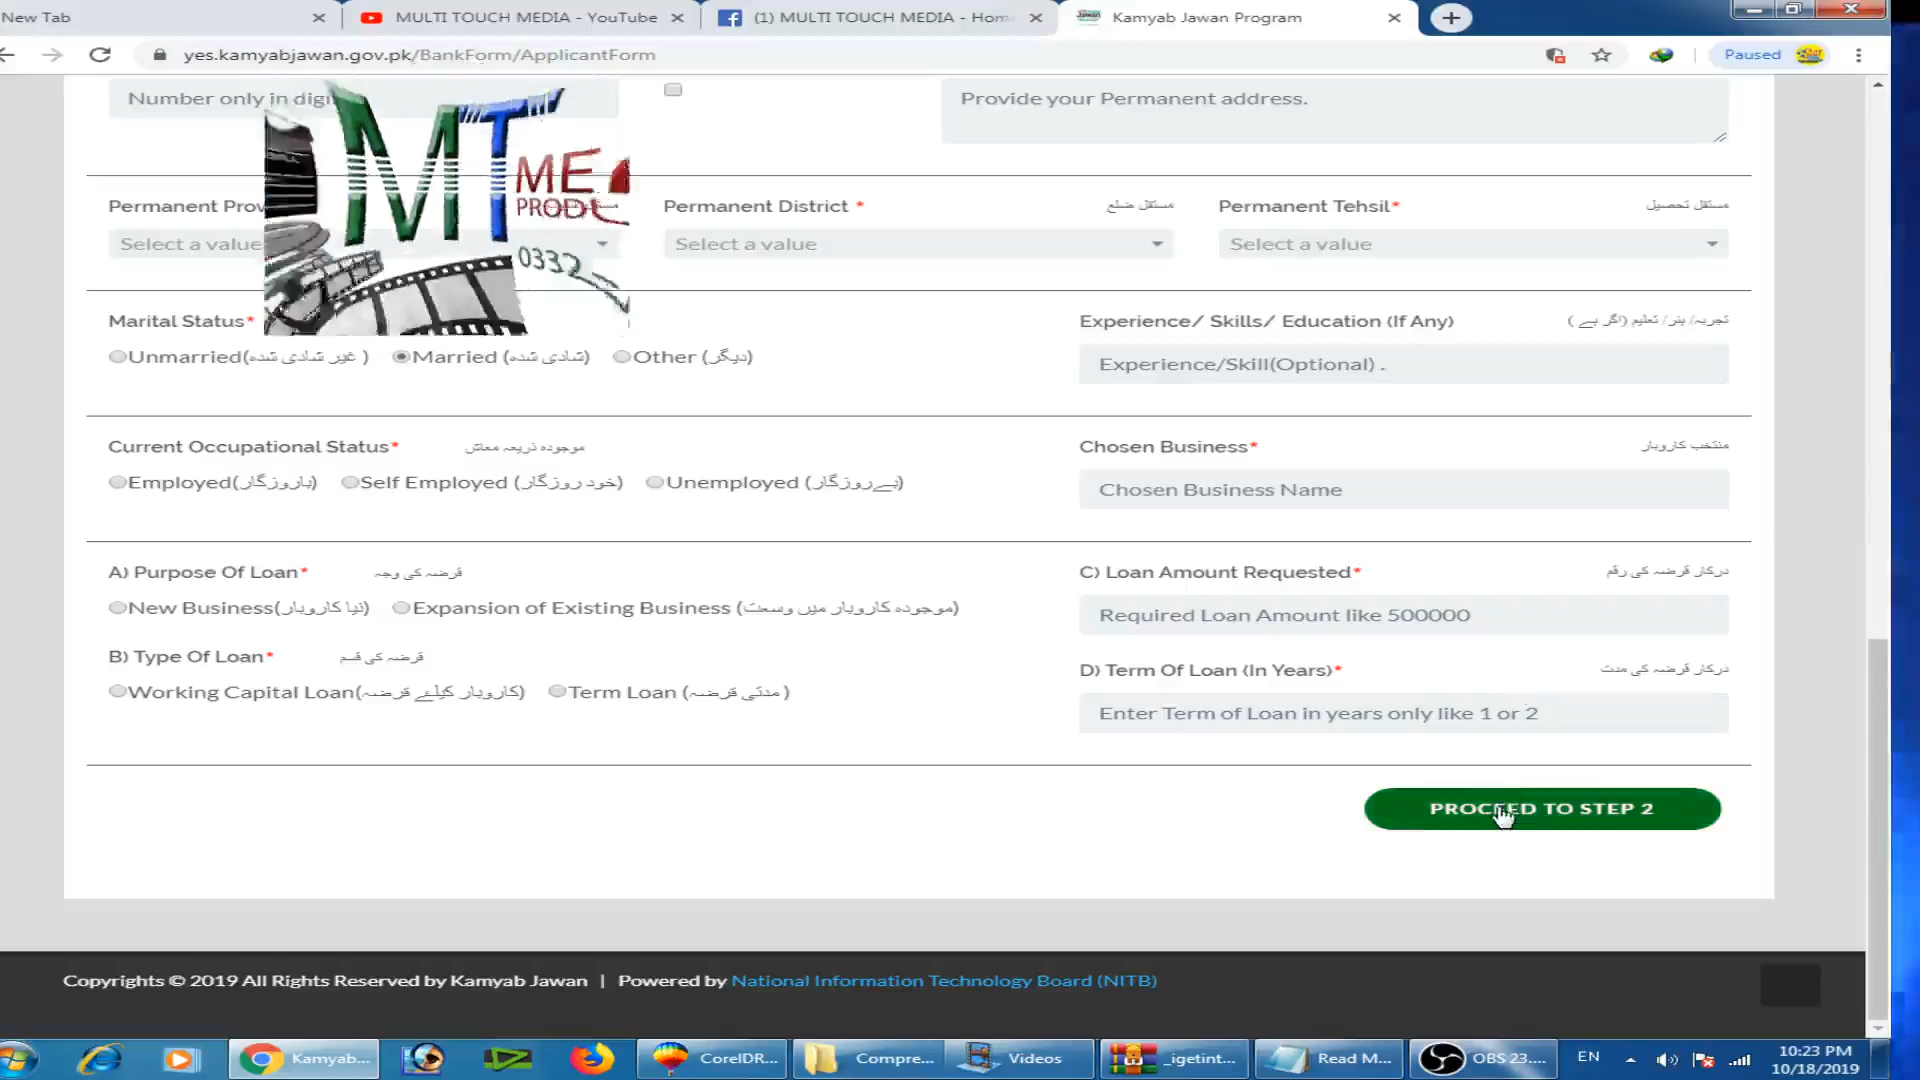 New Tab
MULTI TOUCH MEDIA - YouTube
(1) MULTI TOUCH MEDIA - Hom
Kamyab Jawan Program
yes.kamyabjawan.gov.pk/BankForm/ApplicantForm
Paused
Number only in digi
Provide your Permanent address.
MT
ME
PROD
0332
Permanent Prov
Permanent District *
مستقل ضلع
Permanent Tehsil*
مستقل تحصیل
Select a value
Select a value
Select a value
Marital Status*
Experience/ Skills/ Education (If Any)
تجربہ/ ہنر/ تعلیم (اگر ہے )
Unmarried(غیر شادی شدہ )
Married (شادی شدہ)
Other (دیگر)
Experience/Skill(Optional) .
Current Occupational Status*
موجودہ ذریعہ معاش
Chosen Business*
منتخب کاروبار
Employed(باروزگار)
Self Employed (خود روزگار)
Unemployed (بےروزگار)
Chosen Business Name
A) Purpose Of Loan*
قرضہ کی وجہ
C) Loan Amount Requested*
درکار قرضہ کی رقم
New Business(نیا کاروبار)
Expansion of Existing Business (موجودہ کاروبار میں وسعت)
Required Loan Amount like 500000
B) Type Of Loan*
قرضہ کی قسم
D) Term Of Loan (In Years)*
درکار قرضہ کی مدت
Working Capital Loan(کاروبار کیلئے قرضہ)
Term Loan (مدتی قرضہ )
Enter Term of Loan in years only like 1 or 2
PROCEED TO STEP 2
Copyrights © 2019 All Rights Reserved by Kamyab Jawan | Powered by National Information Technology Board (NITB)
Kamyab...
CorelDR...
Compre...
Videos
_igetint...
Read M...
OBS 23....
EN
10:23 PM
10/18/2019